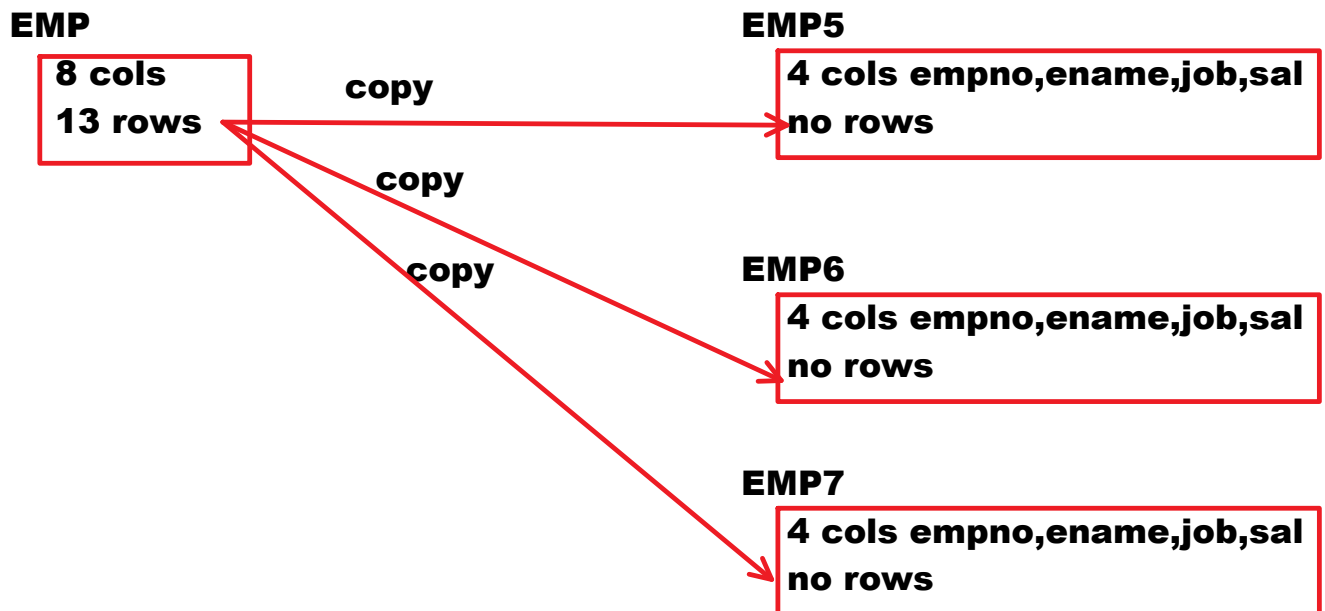 EMP
8 cols
13 rows
copy
copy
copy
EMP5
4 cols empno,ename,job,sal
no rows
EMP6
4 cols empno,ename,job,sal
no rows
EMP7
4 cols empno,ename,job,sal
no rows